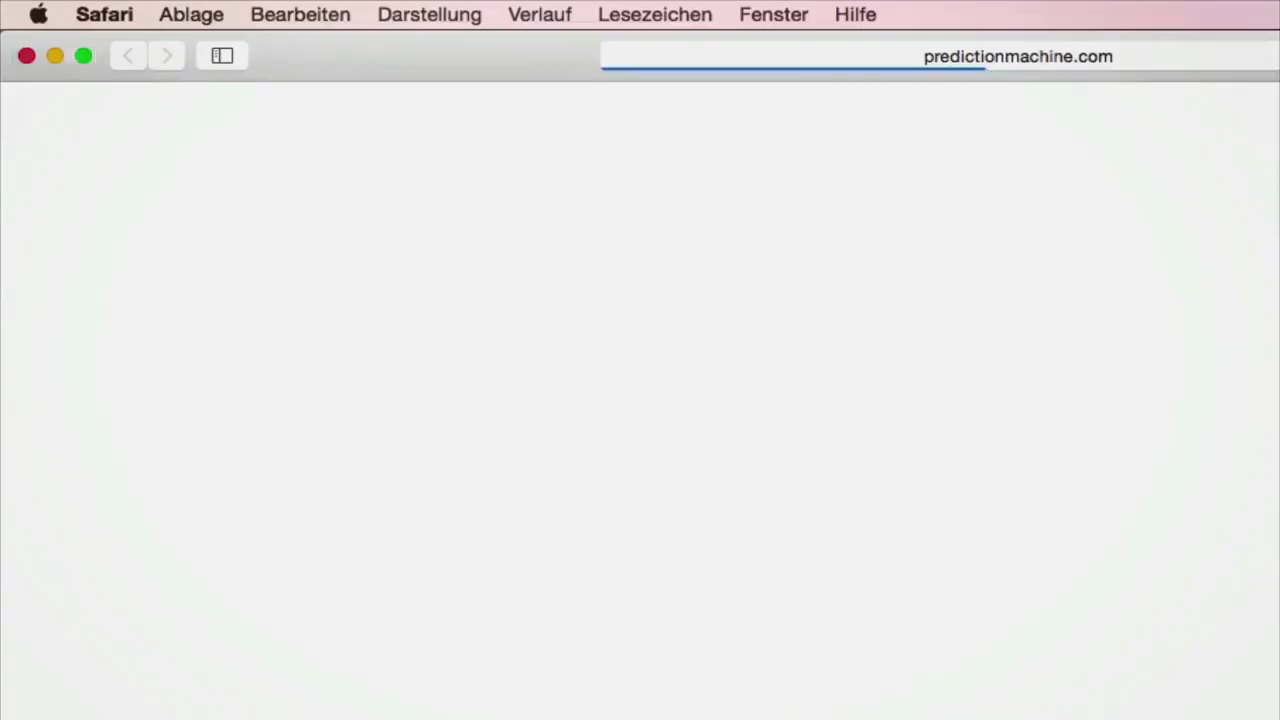 Safari Ablage Bearbeiten Darstellung Verlauf Lesezeichen Fenster Hilfe
predictionmachine.com